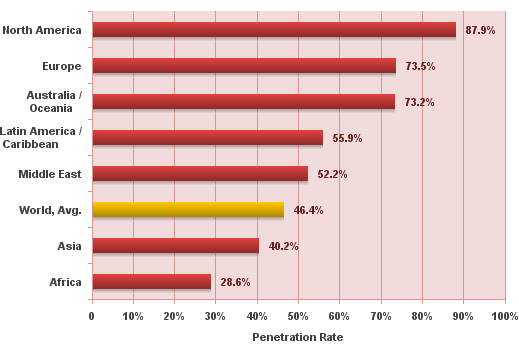 North America
87.9%
Europe
73.5%
Australia /
Oceania
73.2%
Latin America /
Caribbean
55.9%
Middle East
52.2%
World, Avg.
46.4%
Asia
40.2%
Africa
28.6%
0 10% 20% 30% 40% 50% 60% 70% 80% 90% 100%
Penetration Rate